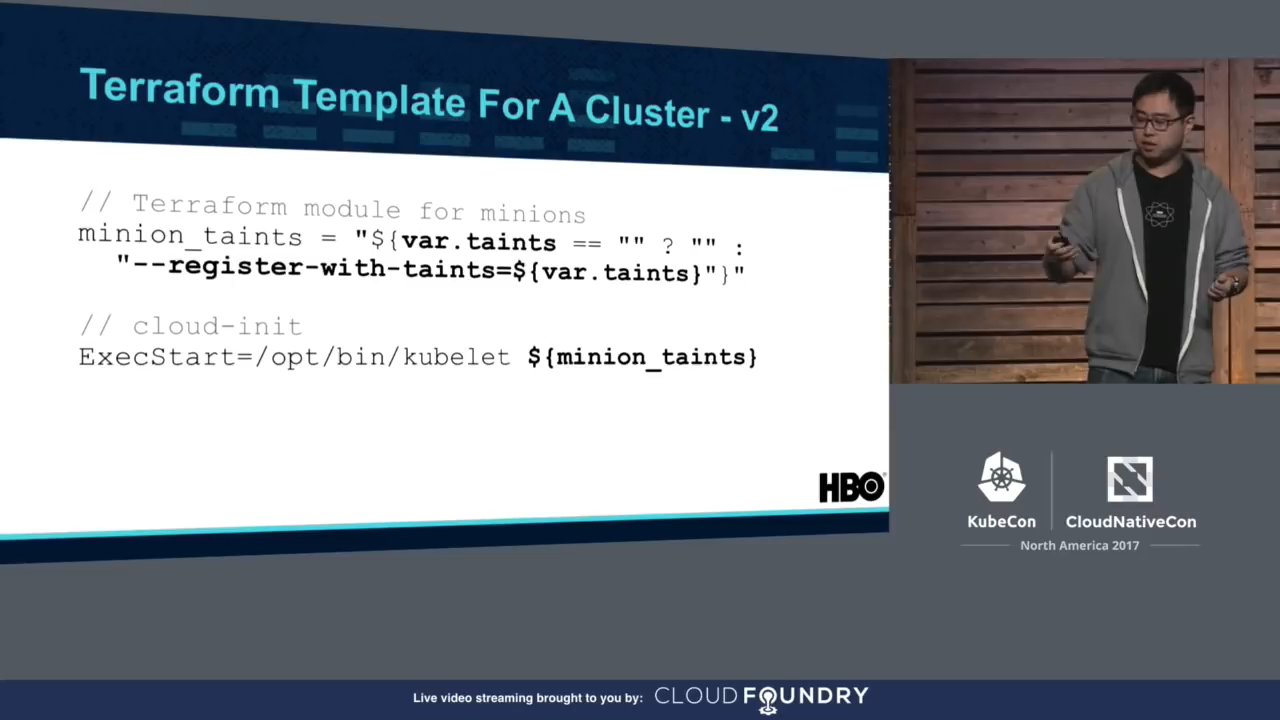 Terraform Template For A Cluster - v2
// Terraform module for minions
minion_taints = "${var.taints == "" ? "" :
"--register-with-taints=${var.taints}"}"
// cloud-init
ExecStart=/opt/bin/kubelet ${minion_taints}
HBO
KubeCon
CloudNativeCon
North America 2017
Live video streaming brought to you by: CLOUD FOUNDRY